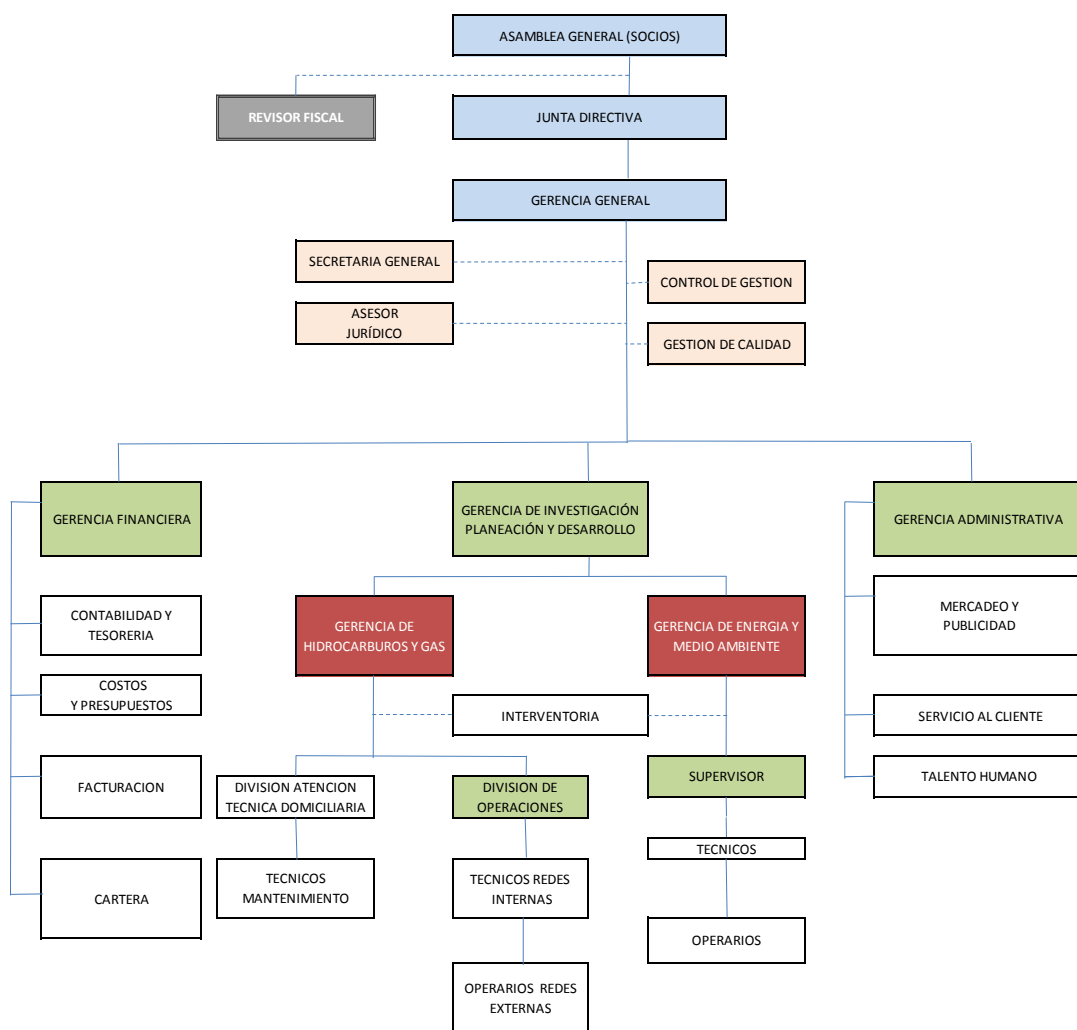 ASAMBLEA GENERAL (SOCIOS)
REVISOR FISCAL
JUNTA DIRECTIVA
GERENCIA GENERAL
SECRETARIA GENERAL
CONTROL DE GESTION
ASESOR
JURÍDICO
GESTION DE CALIDAD
GERENCIA FINANCIERA
GERENCIA DE INVESTIGACIÓN
PLANEACIÓN Y DESARROLLO
GERENCIA ADMINISTRATIVA
CONTABILIDAD Y
TESORERIA
GERENCIA DE
HIDROCARBUROS Y GAS
GERENCIA DE ENERGIA Y
MEDIO AMBIENTE
MERCADEO Y
PUBLICIDAD
COSTOS
Y PRESUPUESTOS
INTERVENTORIA
SERVICIO AL CLIENTE
FACTURACION
DIVISION ATENCION
TECNICA DOMICILIARIA
DIVISION DE
OPERACIONES
SUPERVISOR
TALENTO HUMANO
TECNICOS
CARTERA
TECNICOS
MANTENIMIENTO
TECNICOS REDES
INTERNAS
OPERARIOS
OPERARIOS  REDES
EXTERNAS